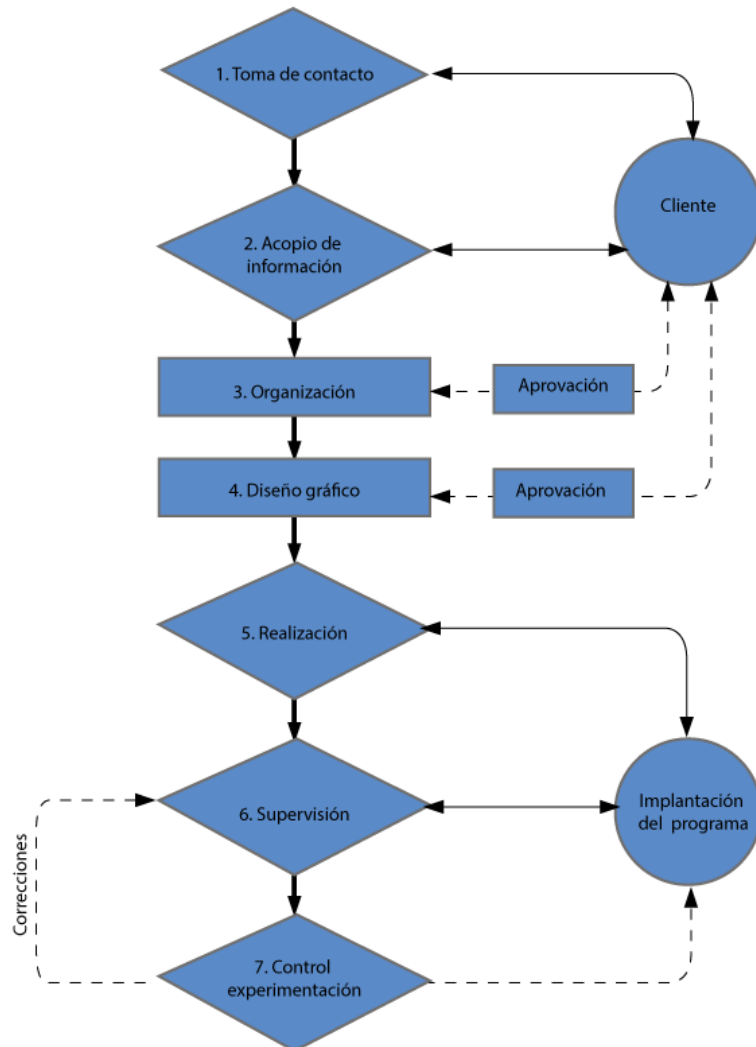 1. Toma de contacto
Cliente
2. Acopio de
información
3. Organización
Aprovación
4. Diseño gráfico
Aprovación
5. Realización
6. Supervisión
Implantación
del programa
Correcciones
7. Control
experimentación